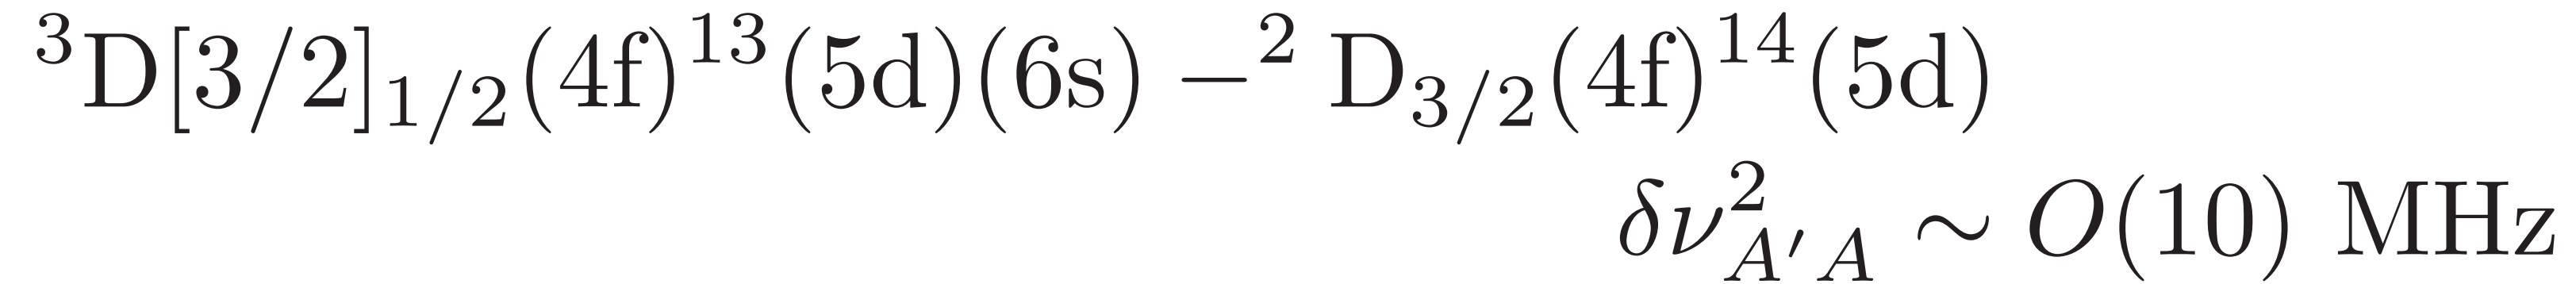 ³D[3/2]₁/₂(4f)¹³(5d)(6s) −² D₃/₂(4f)¹⁴(5d)
δν²_{A′A} ∼ O(10) MHz